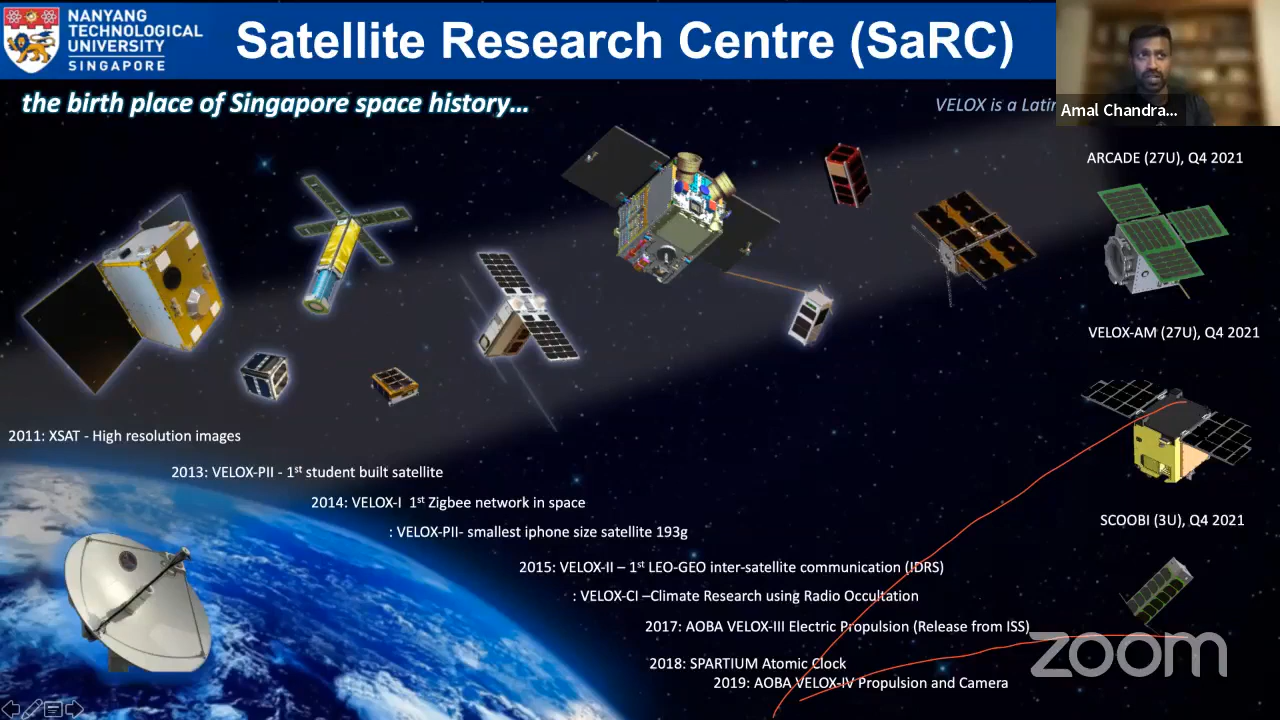 NANYANG
TECHNOLOGICAL
UNIVERSITY
SINGAPORE
Satellite Research Centre (SaRC)
the birth place of Singapore space history...
VELOX is a Latin
Amal Chandra...
ARCADE (27U), Q4 2021
VELOX-AM (27U), Q4 2021
SCOOBI (3U), Q4 2021
2011: XSAT - High resolution images
2013: VELOX-PII - 1st student built satellite
2014: VELOX-I 1st Zigbee network in space
: VELOX-PII- smallest iphone size satellite 193g
2015: VELOX-II – 1st LEO-GEO inter-satellite communication (IDRS)
: VELOX-CI –Climate Research using Radio Occultation
2017: AOBA VELOX-III Electric Propulsion (Release from ISS)
2018: SPARTIUM Atomic Clock
2019: AOBA VELOX-IV Propulsion and Camera
zoom